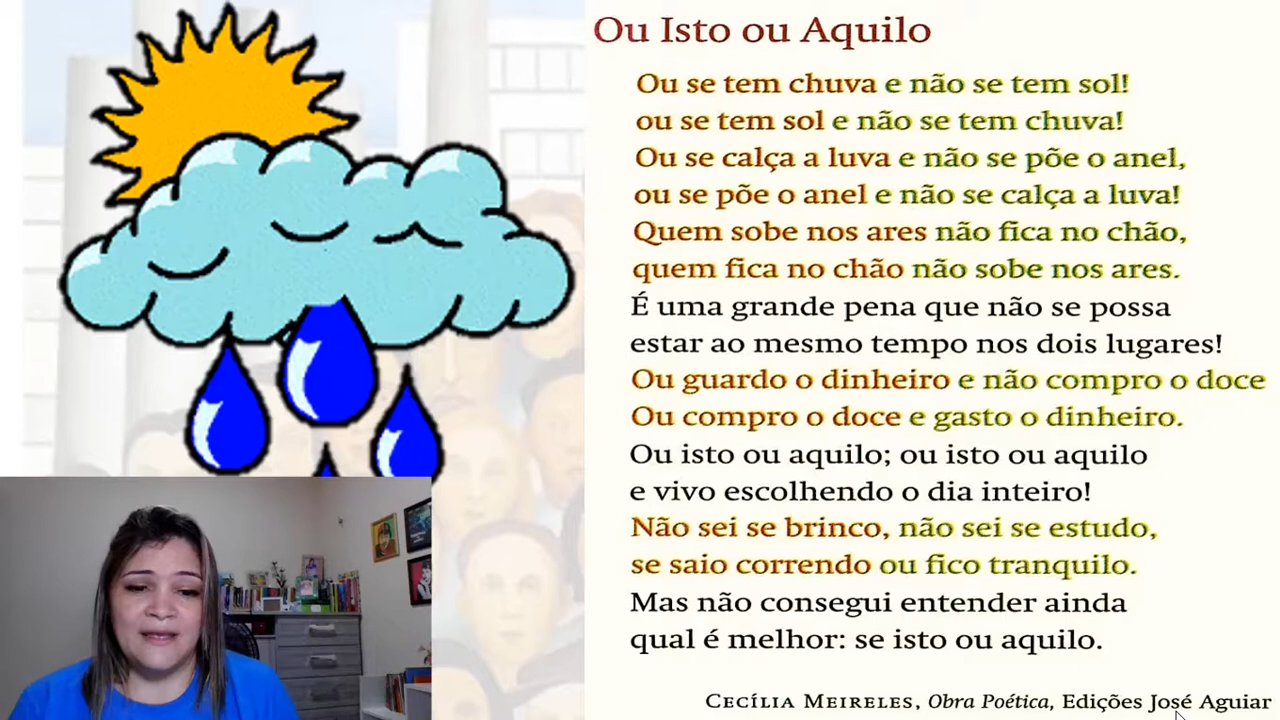 Ou Isto ou Aquilo
Ou se tem chuva e não se tem sol!
ou se tem sol e não se tem chuva!
Ou se calça a luva e não se põe o anel,
ou se põe o anel e não se calça a luva!
Quem sobe nos ares não fica no chão,
quem fica no chão não sobe nos ares.
É uma grande pena que não se possa
estar ao mesmo tempo nos dois lugares!
Ou guardo o dinheiro e não compro o doce
Ou compro o doce e gasto o dinheiro.
Ou isto ou aquilo; ou isto ou aquilo
e vivo escolhendo o dia inteiro!
Não sei se brinco, não sei se estudo,
se saio correndo ou fico tranquilo.
Mas não consegui entender ainda
qual é melhor: se isto ou aquilo.
Cecília Meireles, Obra Poética, Edições José Aguiar